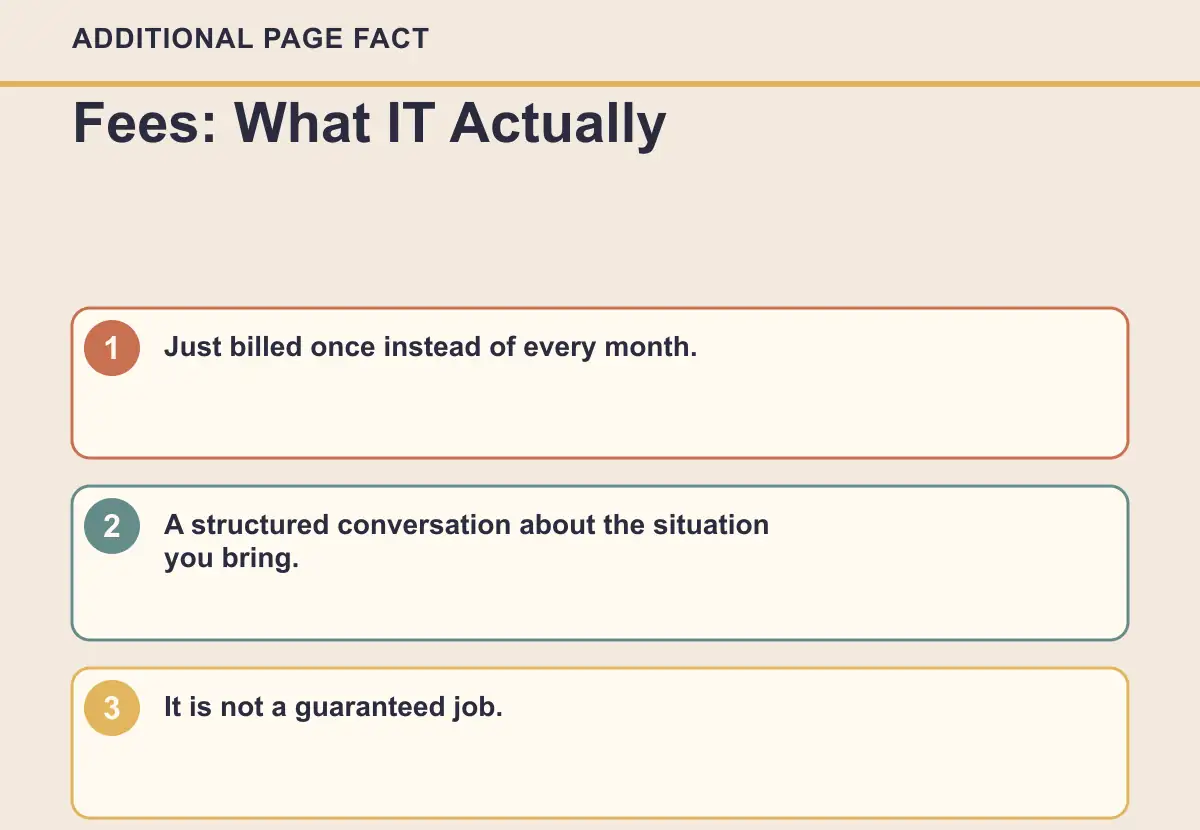 ADDITIONAL PAGE FACT
Fees: What IT Actually
1
Just billed once instead of every month.
2
A structured conversation about the situation
you bring.
3
It is not a guaranteed job.